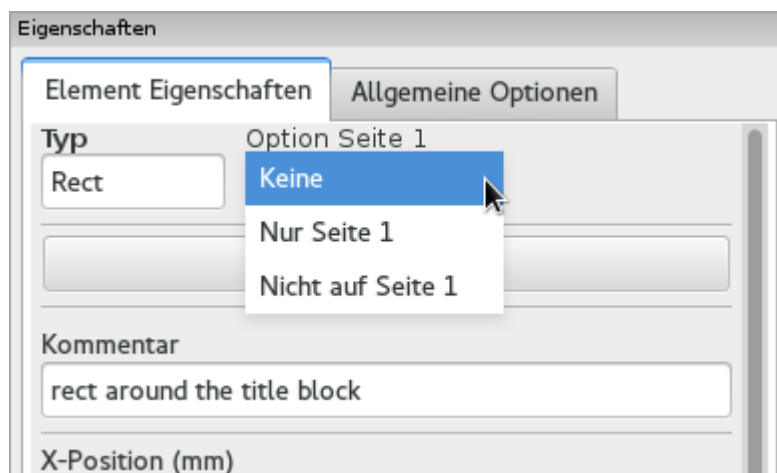 Eigenschaften
Element Eigenschaften Allgemeine Optionen
Typ Option Seite 1
Rect Keine
Nur Seite 1
Nicht auf Seite 1
Kommentar
rect around the title block
X-Position (mm)